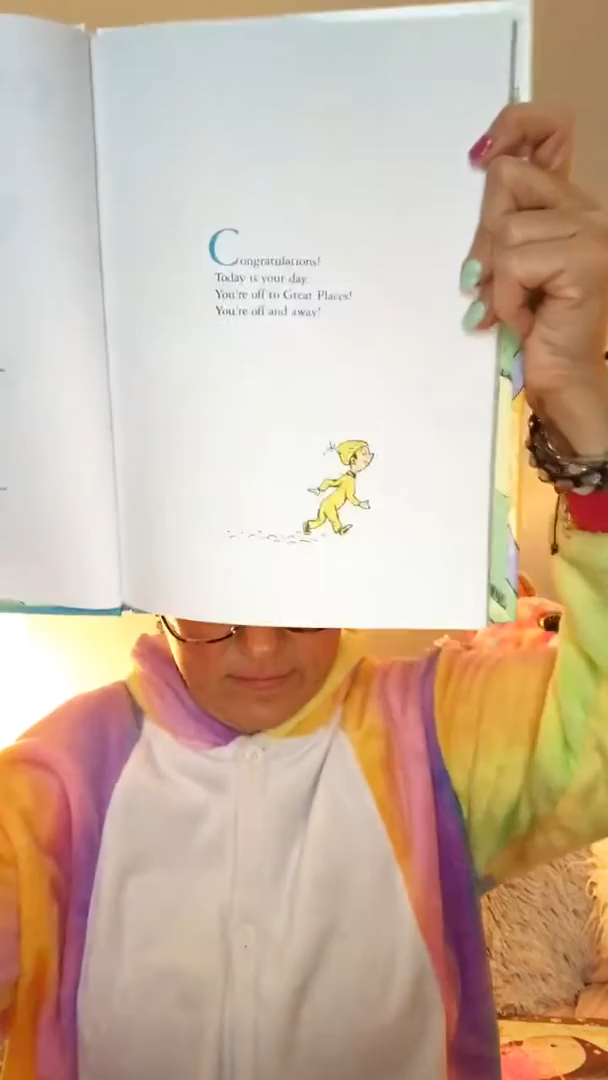 Congratulations!
Today is your day.
You're off to Great Places!
You're off and away!